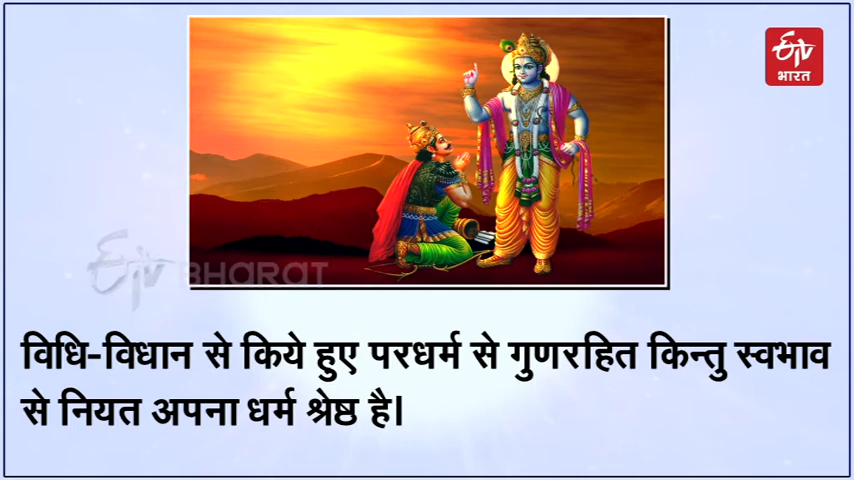 ETV
भारत
ETV BHARAT
विधि-विधान से किये हुए परधर्म से गुणरहित किन्तु स्वभाव
से नियत अपना धर्म श्रेष्ठ है।